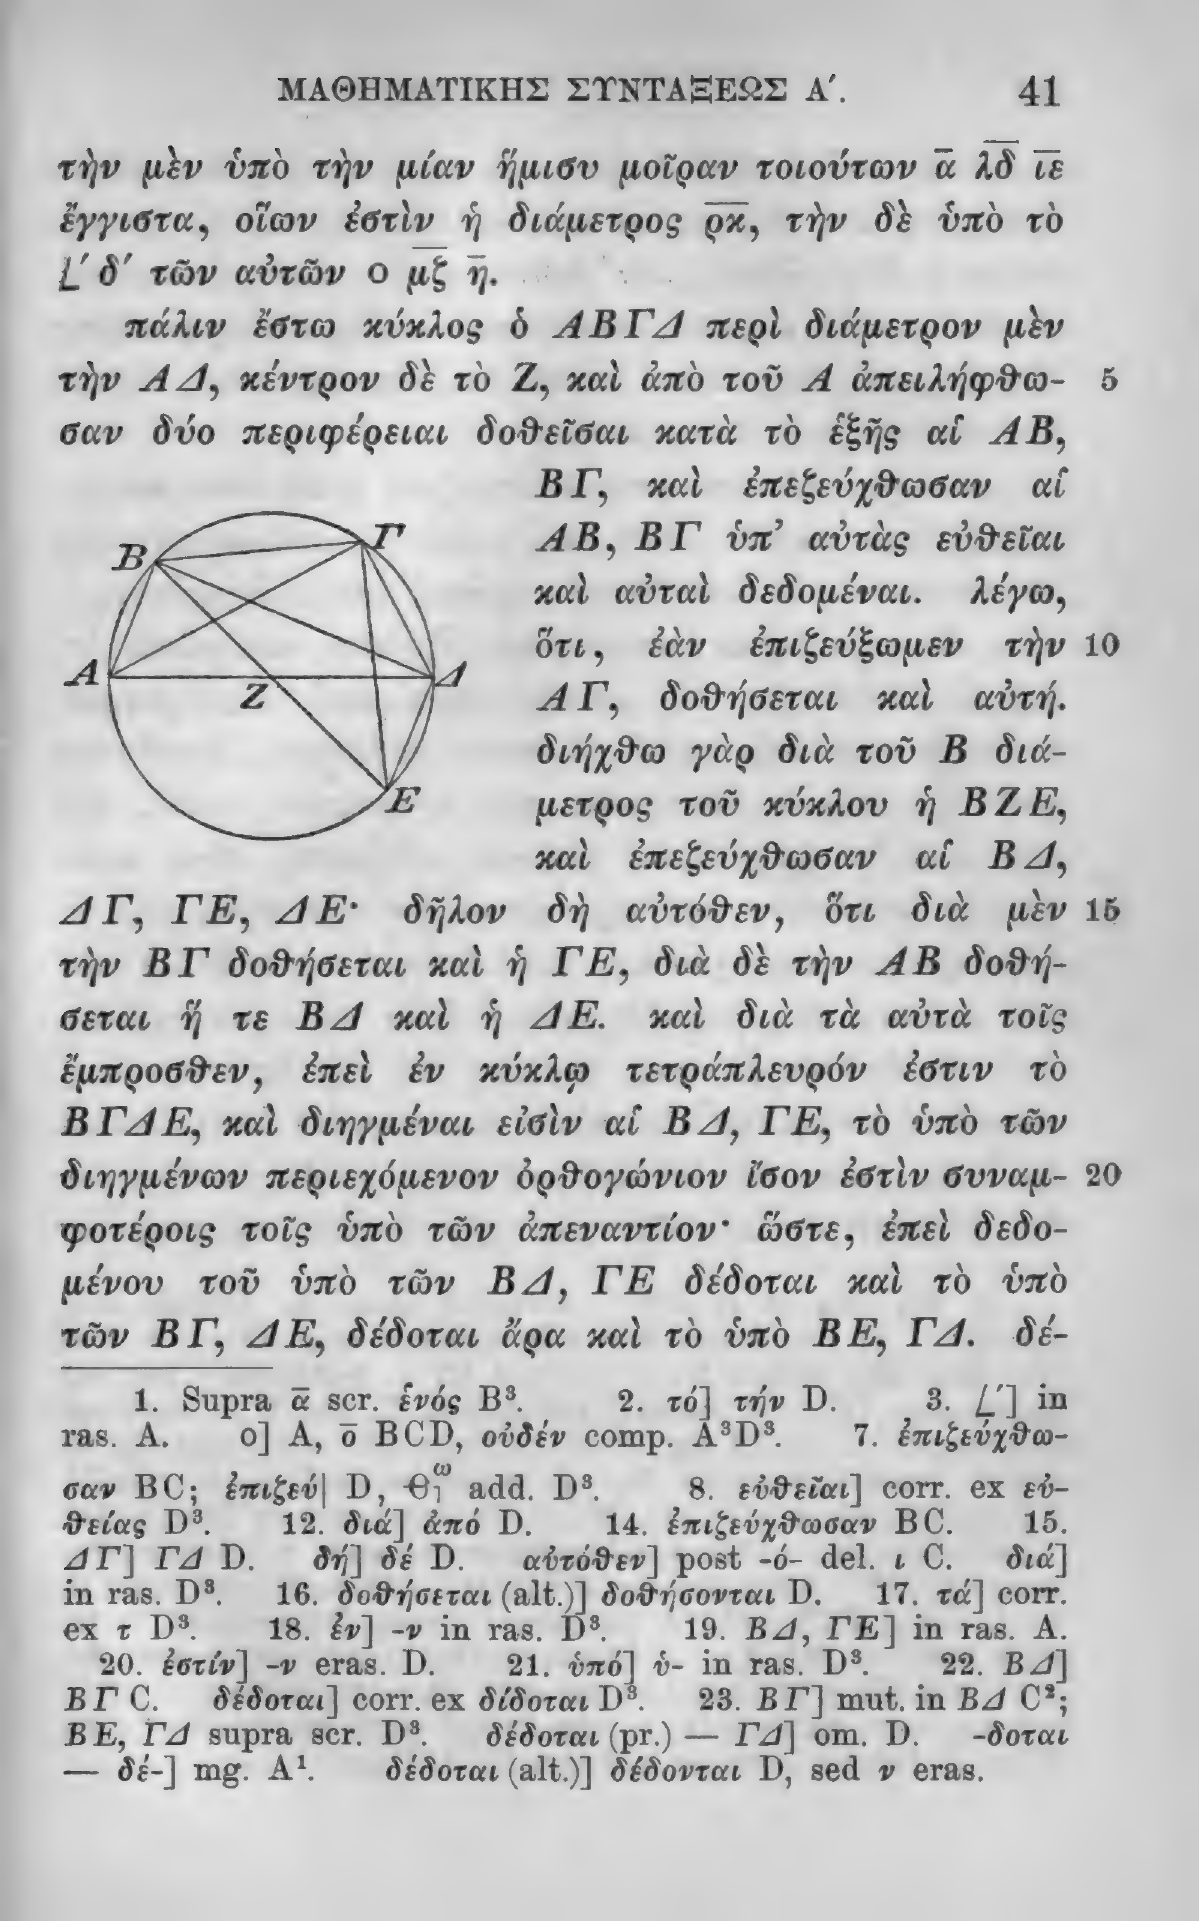 ΜΑΘΗΜΑΤΙΚΗΣ ΣΥΝΤΑΞΕΩΣ Α΄. 41
τὴν μὲν ὑπὸ τὴν μίαν ἥμισυ μοῖραν τοιούτων α̅ λ̅δ̅ ι̅ε̅
ἔγγιστα, οἵων ἐστὶν ἡ διάμετρος ρ̅κ̅, τὴν δὲ ὑπὸ τὸ
∠΄ δ΄ τῶν αὐτῶν ο μ̅ζ̅ η̅.
πάλιν ἔστω κύκλος ὁ ΑΒΓΔ περὶ διάμετρον μὲν
τὴν ΑΔ, κέντρον δὲ τὸ Ζ, καὶ ἀπὸ τοῦ Α ἀπειλήφθω- 5
σαν δύο περιφέρειαι δοθεῖσαι κατὰ τὸ ἑξῆς αἱ ΑΒ,
ΒΓ, καὶ ἐπεζεύχθωσαν αἱ
ΑΒ, ΒΓ ὑπ’ αὐτὰς εὐθεῖαι
καὶ αὐταὶ δεδομέναι. λέγω,
ὅτι, ἐὰν ἐπιζεύξωμεν τὴν 10
ΑΓ, δοθήσεται καὶ αὐτή.
διήχθω γὰρ διὰ τοῦ Β διά-
μετρος τοῦ κύκλου ἡ ΒΖΕ,
καὶ ἐπεζεύχθωσαν αἱ ΒΔ,
Β
Γ
Α
Ζ
Δ
Ε
ΔΓ, ΓΕ, ΔΕ· δῆλον δὴ αὐτόθεν, ὅτι διὰ μὲν 15
τὴν ΒΓ δοθήσεται καὶ ἡ ΓΕ, διὰ δὲ τὴν ΑΒ δοθή-
σεται ἥ τε ΒΔ καὶ ἡ ΔΕ. καὶ διὰ τὰ αὐτὰ τοῖς
ἔμπροσθεν, ἐπεὶ ἐν κύκλῳ τετράπλευρόν ἐστιν τὸ
ΒΓΔΕ, καὶ διηγμέναι εἰσὶν αἱ ΒΔ, ΓΕ, τὸ ὑπὸ τῶν
διηγμένων περιεχόμενον ὀρθογώνιον ἴσον ἐστὶν συναμ- 20
φοτέροις τοῖς ὑπὸ τῶν ἀπεναντίον· ὥστε, ἐπεὶ δεδο-
μένου τοῦ ὑπὸ τῶν ΒΔ, ΓΕ δέδοται καὶ τὸ ὑπὸ
τῶν ΒΓ, ΔΕ, δέδοται ἄρα καὶ τὸ ὑπὸ ΒΕ, ΓΔ. δέ-
1. Supra α̅ scr. ἑνός B³. 2. τό] τήν D. 3. ∠΄] in
ras. A. ο] A, ο̅ BCD, οὐδέν comp. A³D³. 7. ἐπιζεύχθω-
σαν BC; ἐπιζεύ| D, add. D³. 8. εὐθεῖαι] corr. ex εὐ-
θείας D³. 12. διά] ἀπό D. 14. ἐπιζεύχθωσαν BC. 15.
ΔΓ] ΓΔ D. δή] δέ D. αὐτόθεν] post -ό- del. ι C. διά]
in ras. D³. 16. δοθήσεται (alt.)] δοθήσονται D. 17. τά] corr.
ex τ D³. 18. ἐν] -ν in ras. D³. 19. ΒΔ, ΓΕ] in ras. A.
20. ἐστίν] -ν eras. D. 21. ὑπό] ὑ- in ras. D³. 22. ΒΔ]
ΒΓ C. δέδοται] corr. ex δίδοται D³. 23. ΒΓ] mut. in ΒΔ C²;
ΒΕ, ΓΔ supra scr. D³. δέδοται (pr.) — ΓΔ] om. D. -δοται
— δέ-] mg. A¹. δέδοται (alt.)] δέδονται D, sed ν eras.